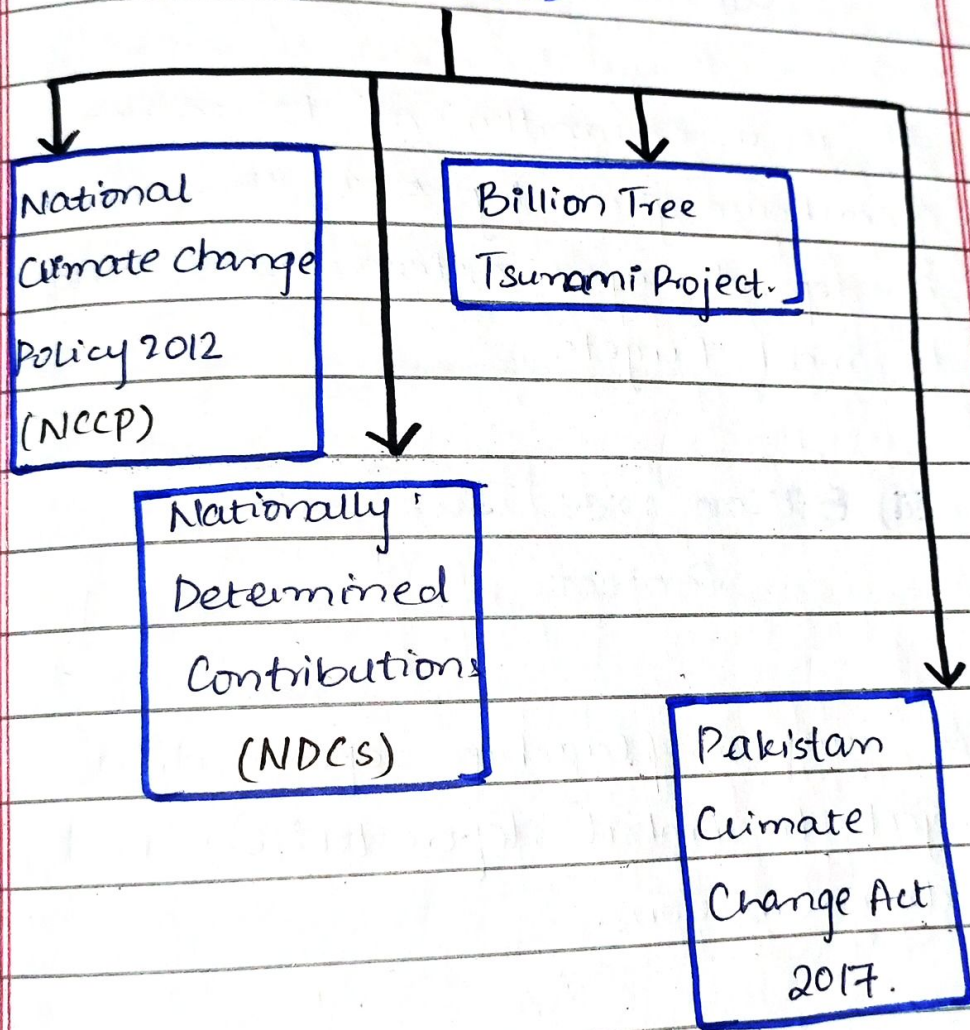 National
Climate Change
Policy 2012
(NCCP)
Billion Tree
Tsunami Project.
Nationally
Determined
Contributions
(NDCs)
Pakistan
Climate
Change Act
2017.